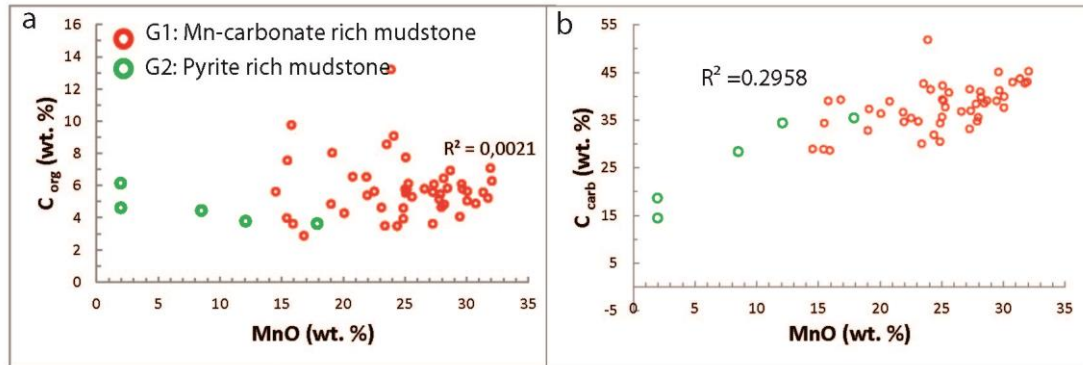 a
G1: Mn-carbonate rich mudstone
G2: Pyrite rich mudstone
R² = 0,0021
C org (wt. %)
16
14
12
10
8
6
4
2
0
0 5 10 15 20 25 30 35
MnO (wt. %)
b
R² =0.2958
C carb (wt. %)
55
45
35
25
15
5
-5
0 5 10 15 20 25 30 35
MnO (wt. %)